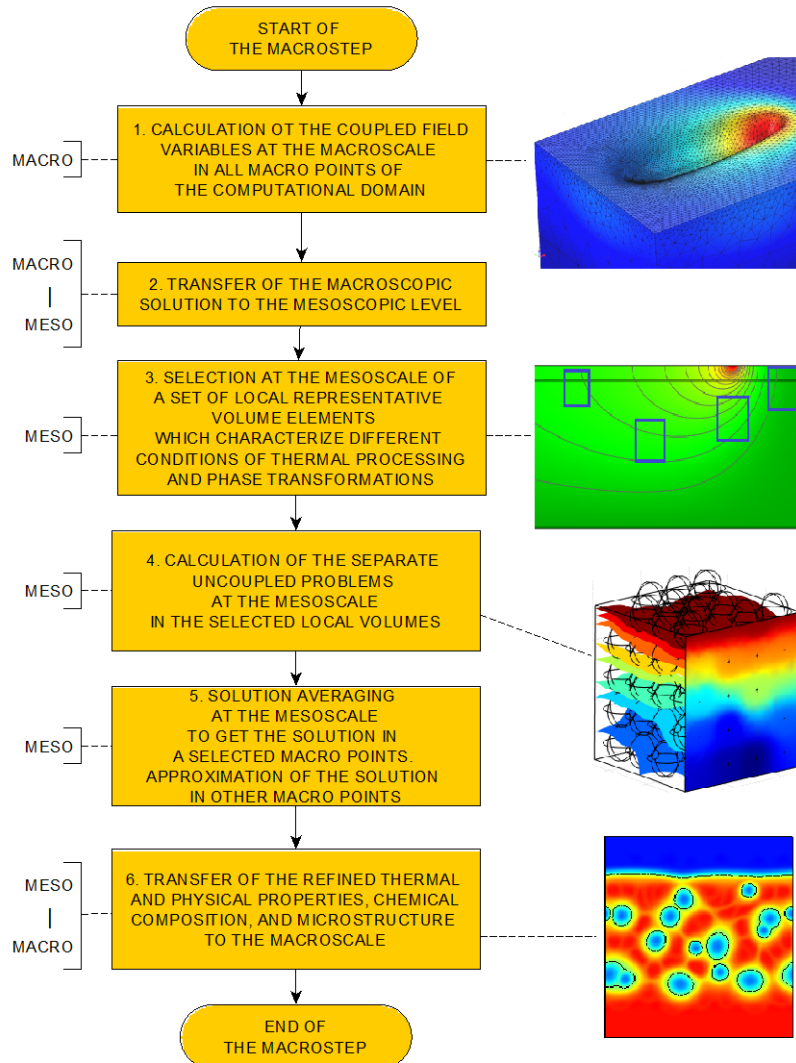 START OF
THE MACROSTEP
MACRO
1. CALCULATION OT THE COUPLED FIELD
VARIABLES AT THE MACROSCALE
IN ALL MACRO POINTS OF
THE COMPUTATIONAL DOMAIN
MACRO
|
MESO
2. TRANSFER OF THE MACROSCOPIC
SOLUTION TO THE MESOSCOPIC LEVEL
MESO
3. SELECTION AT THE MESOSCALE OF
A SET OF LOCAL REPRESENTATIVE
VOLUME ELEMENTS
WHICH CHARACTERIZE DIFFERENT
CONDITIONS OF THERMAL PROCESSING
AND PHASE TRANSFORMATIONS
MESO
4. CALCULATION OF THE SEPARATE
UNCOUPLED PROBLEMS
AT THE MESOSCALE
IN THE SELECTED LOCAL VOLUMES
MESO
5. SOLUTION AVERAGING
AT THE MESOSCALE
TO GET THE SOLUTION IN
A SELECTED MACRO POINTS.
APPROXIMATION OF THE SOLUTION
IN OTHER MACRO POINTS
MESO
|
MACRO
6. TRANSFER OF THE REFINED THERMAL
AND PHYSICAL PROPERTIES, CHEMICAL
COMPOSITION, AND MICROSTRUCTURE
TO THE MACROSCALE
END OF
THE MACROSTEP